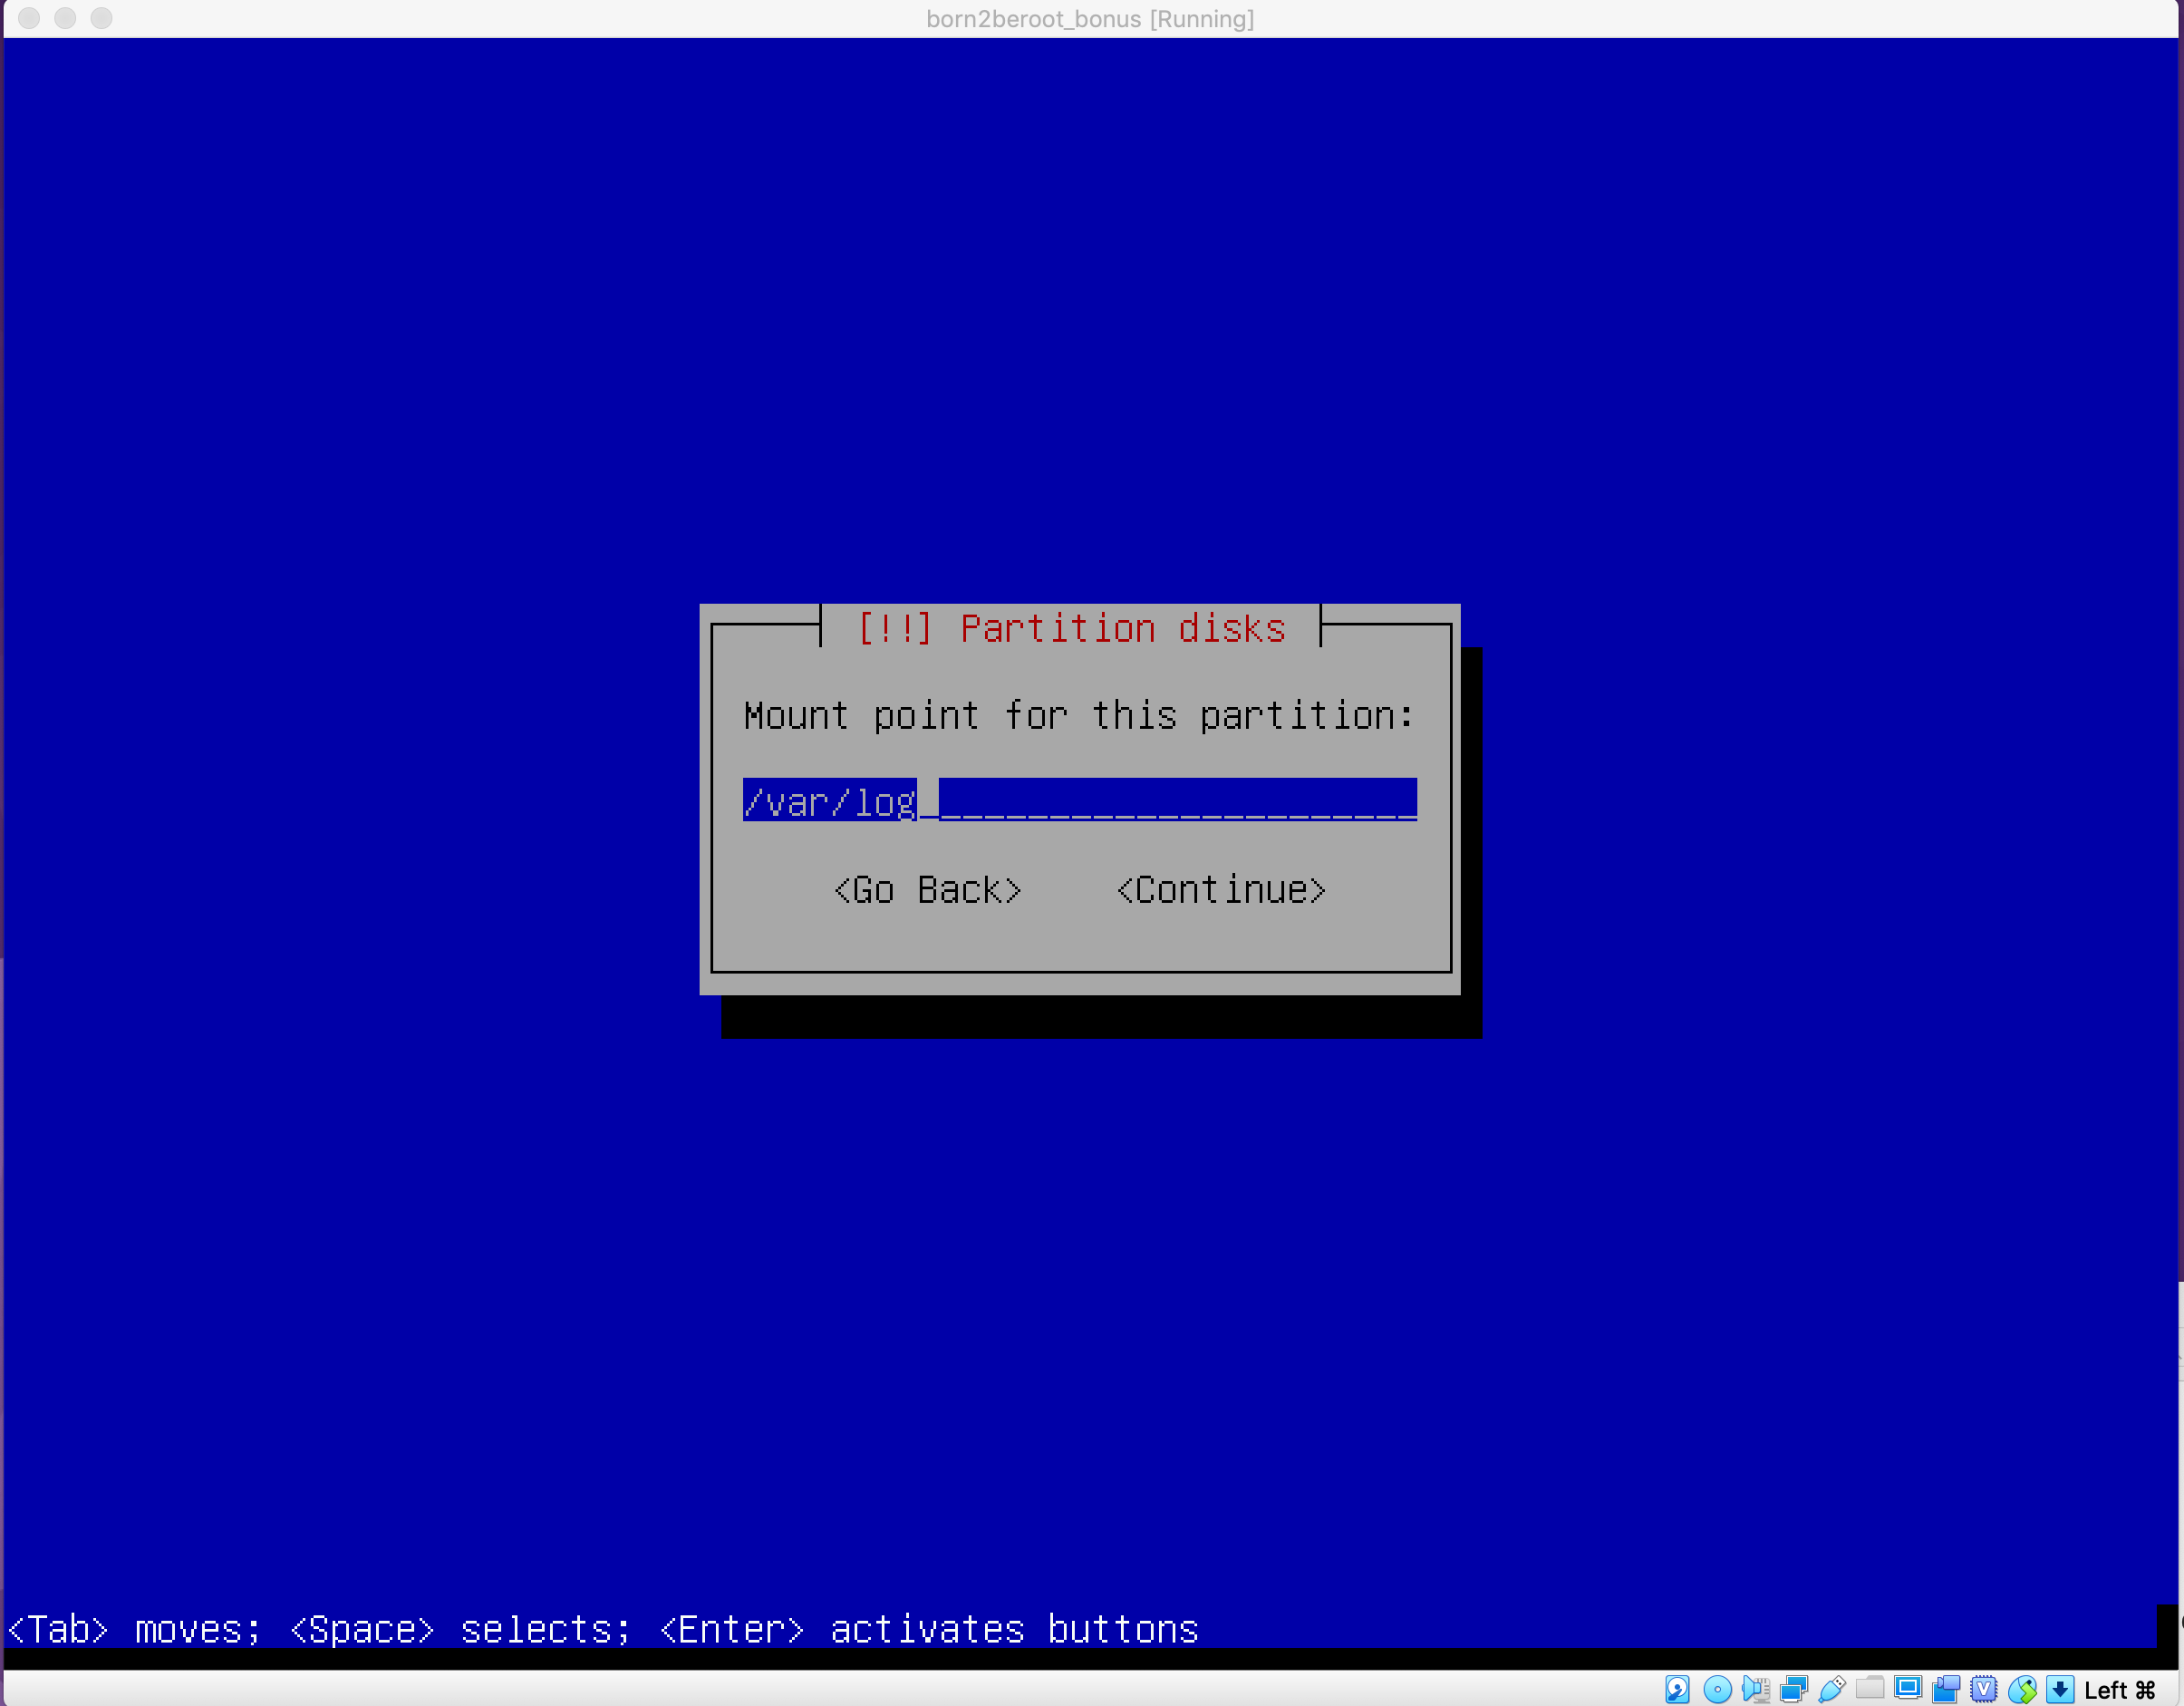 born2beroot_bonus [Running]
[!!] Partition disks
Mount point for this partition:
/var/log
<Go Back> <Continue>
<Tab> moves; <Space> selects; <Enter> activates buttons
Left ⌘